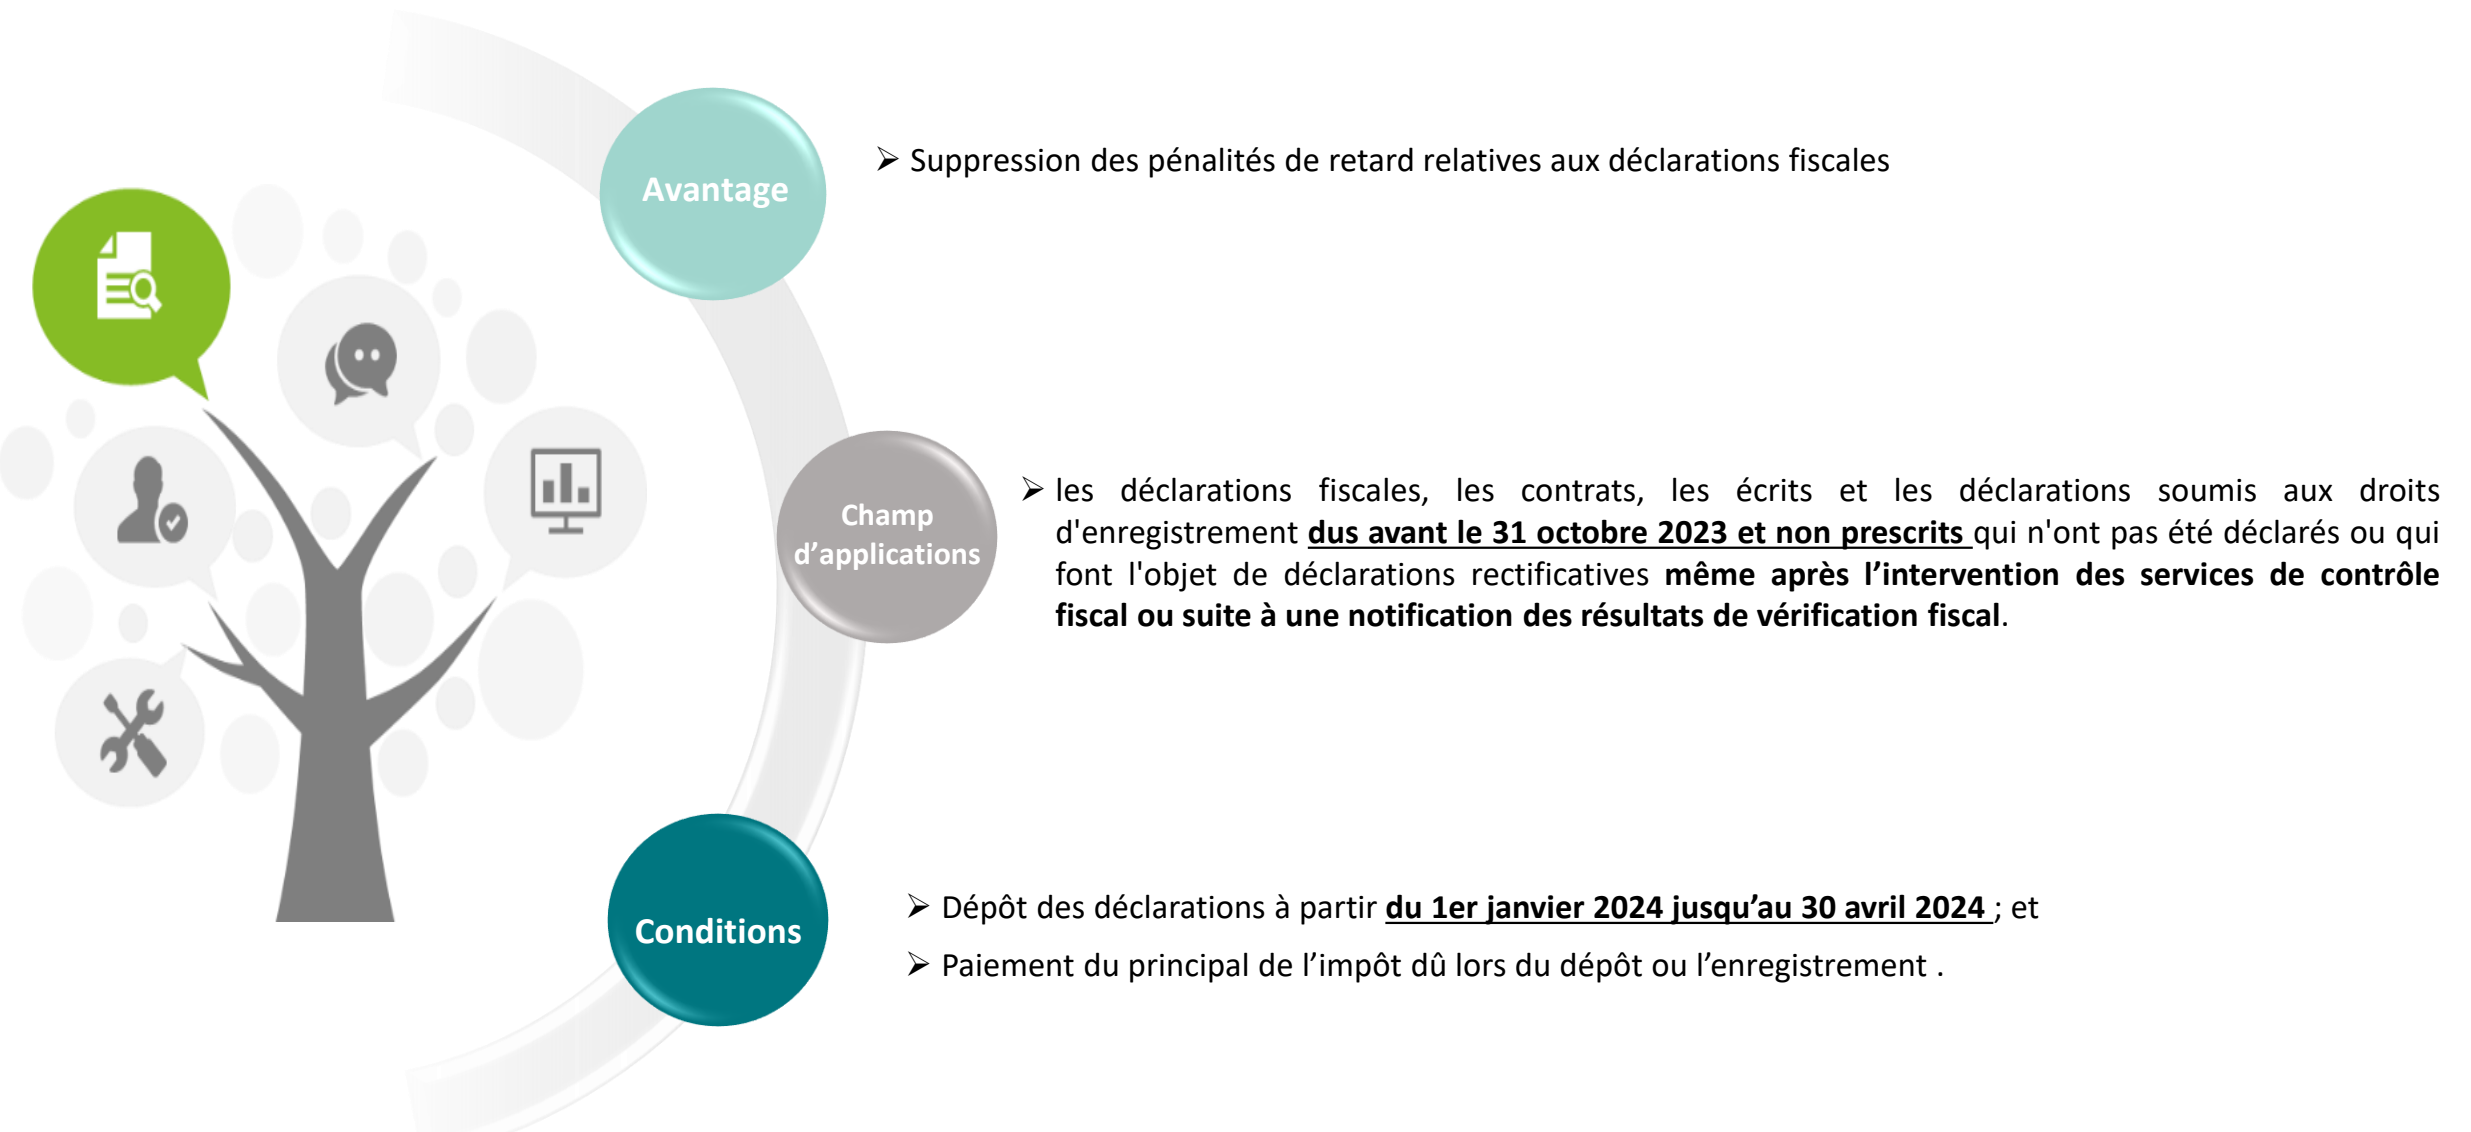 Avantage
➢ Suppression des pénalités de retard relatives aux déclarations fiscales
Champ
d’applications
➢ les déclarations fiscales, les contrats, les écrits et les déclarations soumis aux droits
d'enregistrement dus avant le 31 octobre 2023 et non prescrits qui n'ont pas été déclarés ou qui
font l'objet de déclarations rectificatives même après l’intervention des services de contrôle
fiscal ou suite à une notification des résultats de vérification fiscal.
Conditions
➢ Dépôt des déclarations à partir du 1er janvier 2024 jusqu’au 30 avril 2024 ; et
➢ Paiement du principal de l’impôt dû lors du dépôt ou l’enregistrement .